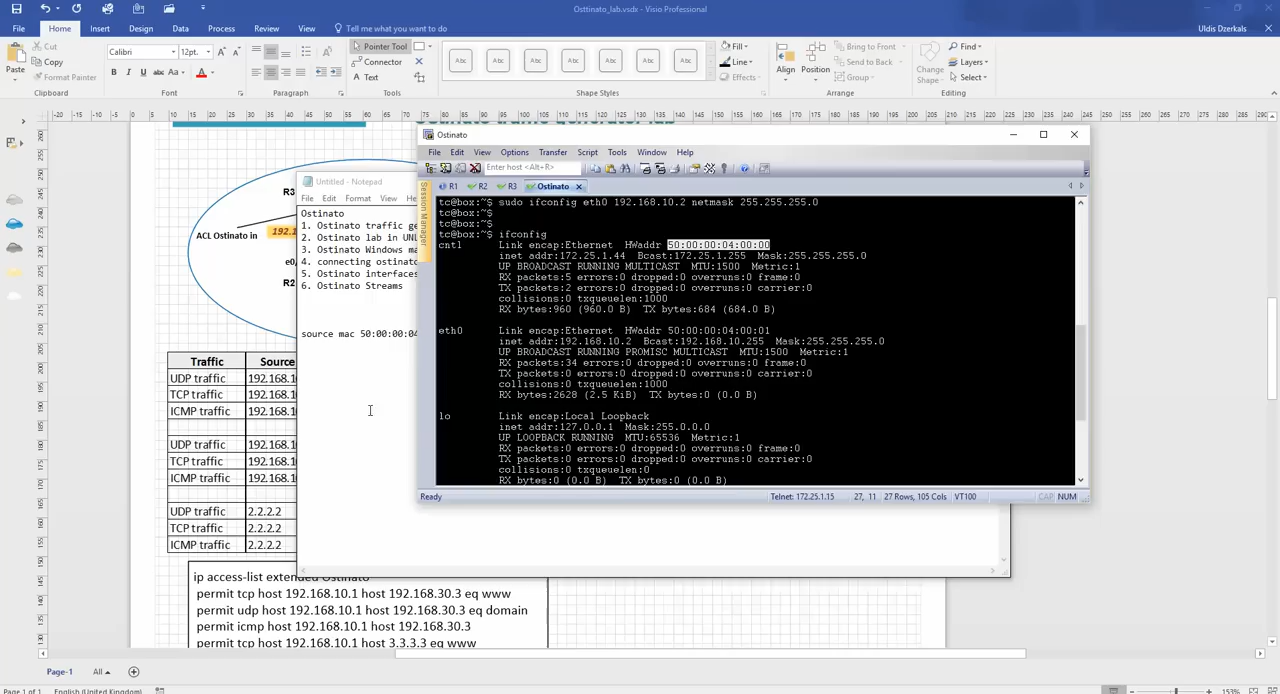 Osttinato_lab.vsdx - Visio Professional
File Home Insert Design Data Process Review View Tell me what you want to do
Uldis Dzerkals
Paste
Cut
Copy
Format Painter
Clipboard
Calibri 12pt.
B I U abc Aa A
Font
Paragraph
Pointer Tool
Connector
A Text
Tools
Abc Abc Abc Abc Abc Abc Abc
Shape Styles
Fill
Line
Effects
Align
Position
Bring to Front
Send to Back
Group
Arrange
Change
Shape
Find
Layers
Select
Editing
R3
ACL Ostinato in
192.1
R2
Traffic Source
UDP traffic 192.168.1
TCP traffic 192.168.1
ICMP traffic 192.168.1
UDP traffic 192.168.1
TCP traffic 192.168.1
ICMP traffic 192.168.1
UDP traffic 2.2.2.2
TCP traffic 2.2.2.2
ICMP traffic 2.2.2.2
ip access-list extended Ostinato
permit tcp host 192.168.10.1 host 192.168.30.3 eq www
permit udp host 192.168.10.1 host 192.168.30.3 eq domain
permit icmp host 192.168.10.1 host 192.168.30.3
permit tcp host 192.168.10.1 host 3.3.3.3 eq www
Untitled - Notepad
File Edit Format View He
Ostinato
1. Ostinato traffic ge
2. Ostinato lab in UNL
3. Ostinato Windows ma
4. connecting ostinato
5. Ostinato interfaces
6. Ostinato Streams
source mac 50:00:00:04
Ostinato
File Edit View Options Transfer Script Tools Window Help
Enter host <Alt+R>
Session Manager
R1 R2 R3 Ostinato
tc@box:~$ sudo ifconfig eth0 192.168.10.2 netmask 255.255.255.0
tc@box:~$
tc@box:~$
tc@box:~$ ifconfig
cntl Link encap:Ethernet HWaddr 50:00:00:04:00:00
inet addr:172.25.1.44 Bcast:172.25.1.255 Mask:255.255.255.0
UP BROADCAST RUNNING MULTICAST MTU:1500 Metric:1
RX packets:5 errors:0 dropped:0 overruns:0 frame:0
TX packets:2 errors:0 dropped:0 overruns:0 carrier:0
collisions:0 txqueuelen:1000
RX bytes:960 (960.0 B) TX bytes:684 (684.0 B)
eth0 Link encap:Ethernet HWaddr 50:00:00:04:00:01
inet addr:192.168.10.2 Bcast:192.168.10.255 Mask:255.255.255.0
UP BROADCAST RUNNING PROMISC MULTICAST MTU:1500 Metric:1
RX packets:34 errors:0 dropped:0 overruns:0 frame:0
TX packets:0 errors:0 dropped:0 overruns:0 carrier:0
collisions:0 txqueuelen:1000
RX bytes:2628 (2.5 KiB) TX bytes:0 (0.0 B)
lo Link encap:Local Loopback
inet addr:127.0.0.1 Mask:255.0.0.0
UP LOOPBACK RUNNING MTU:65536 Metric:1
RX packets:0 errors:0 dropped:0 overruns:0 frame:0
TX packets:0 errors:0 dropped:0 overruns:0 carrier:0
collisions:0 txqueuelen:0
RX bytes:0 (0.0 B) TX bytes:0 (0.0 B)
Ready
Telnet: 172.25.1.15 27, 11 27 Rows, 105 Cols VT100 CAP NUM
Page-1 All
Page 1 of 1 English (United Kingdom)
153%